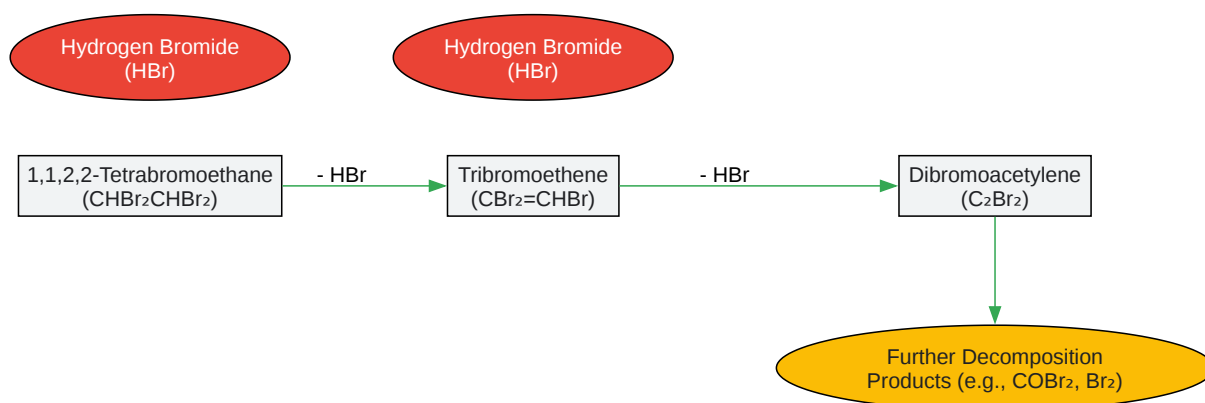 Hydrogen Bromide
(HBr)
Hydrogen Bromide
(HBr)
1,1,2,2-Tetrabromoethane
(CHBr₂CHBr₂)
- HBr
Tribromoethene
(CBr₂=CHBr)
- HBr
Dibromoacetylene
(C₂Br₂)
Further Decomposition
Products (e.g., COBr₂, Br₂)